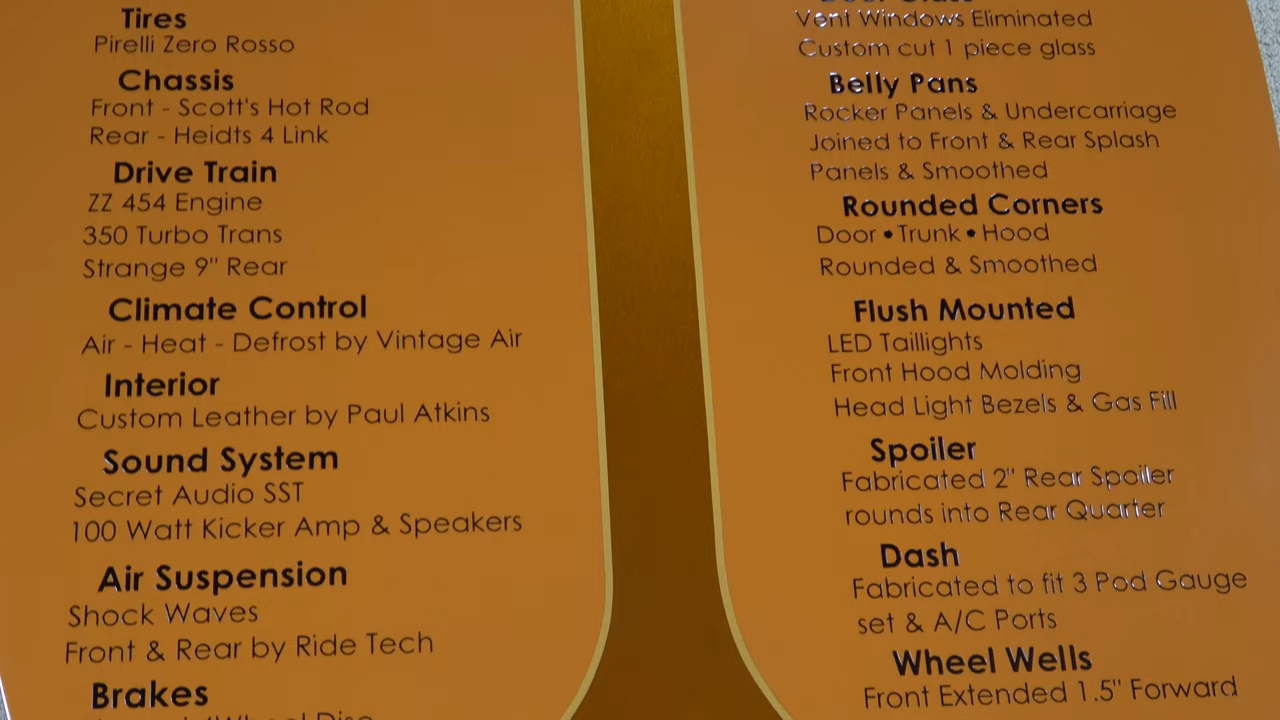 Tires
Pirelli Zero Rosso
Chassis
Front - Scott's Hot Rod
Rear - Heidts 4 Link
Drive Train
ZZ 454 Engine
350 Turbo Trans
Strange 9" Rear
Climate Control
Air - Heat - Defrost by Vintage Air
Interior
Custom Leather by Paul Atkins
Sound System
Secret Audio SST
100 Watt Kicker Amp & Speakers
Air Suspension
Shock Waves
Front & Rear by Ride Tech
Brakes
Vent Windows Eliminated
Custom cut 1 piece glass
Belly Pans
Rocker Panels & Undercarriage
Joined to Front & Rear Splash
Panels & Smoothed
Rounded Corners
Door • Trunk • Hood
Rounded & Smoothed
Flush Mounted
LED Taillights
Front Hood Molding
Head Light Bezels & Gas Fill
Spoiler
Fabricated 2" Rear Spoiler
rounds into Rear Quarter
Dash
Fabricated to fit 3 Pod Gauge
set & A/C Ports
Wheel Wells
Front Extended 1.5" Forward